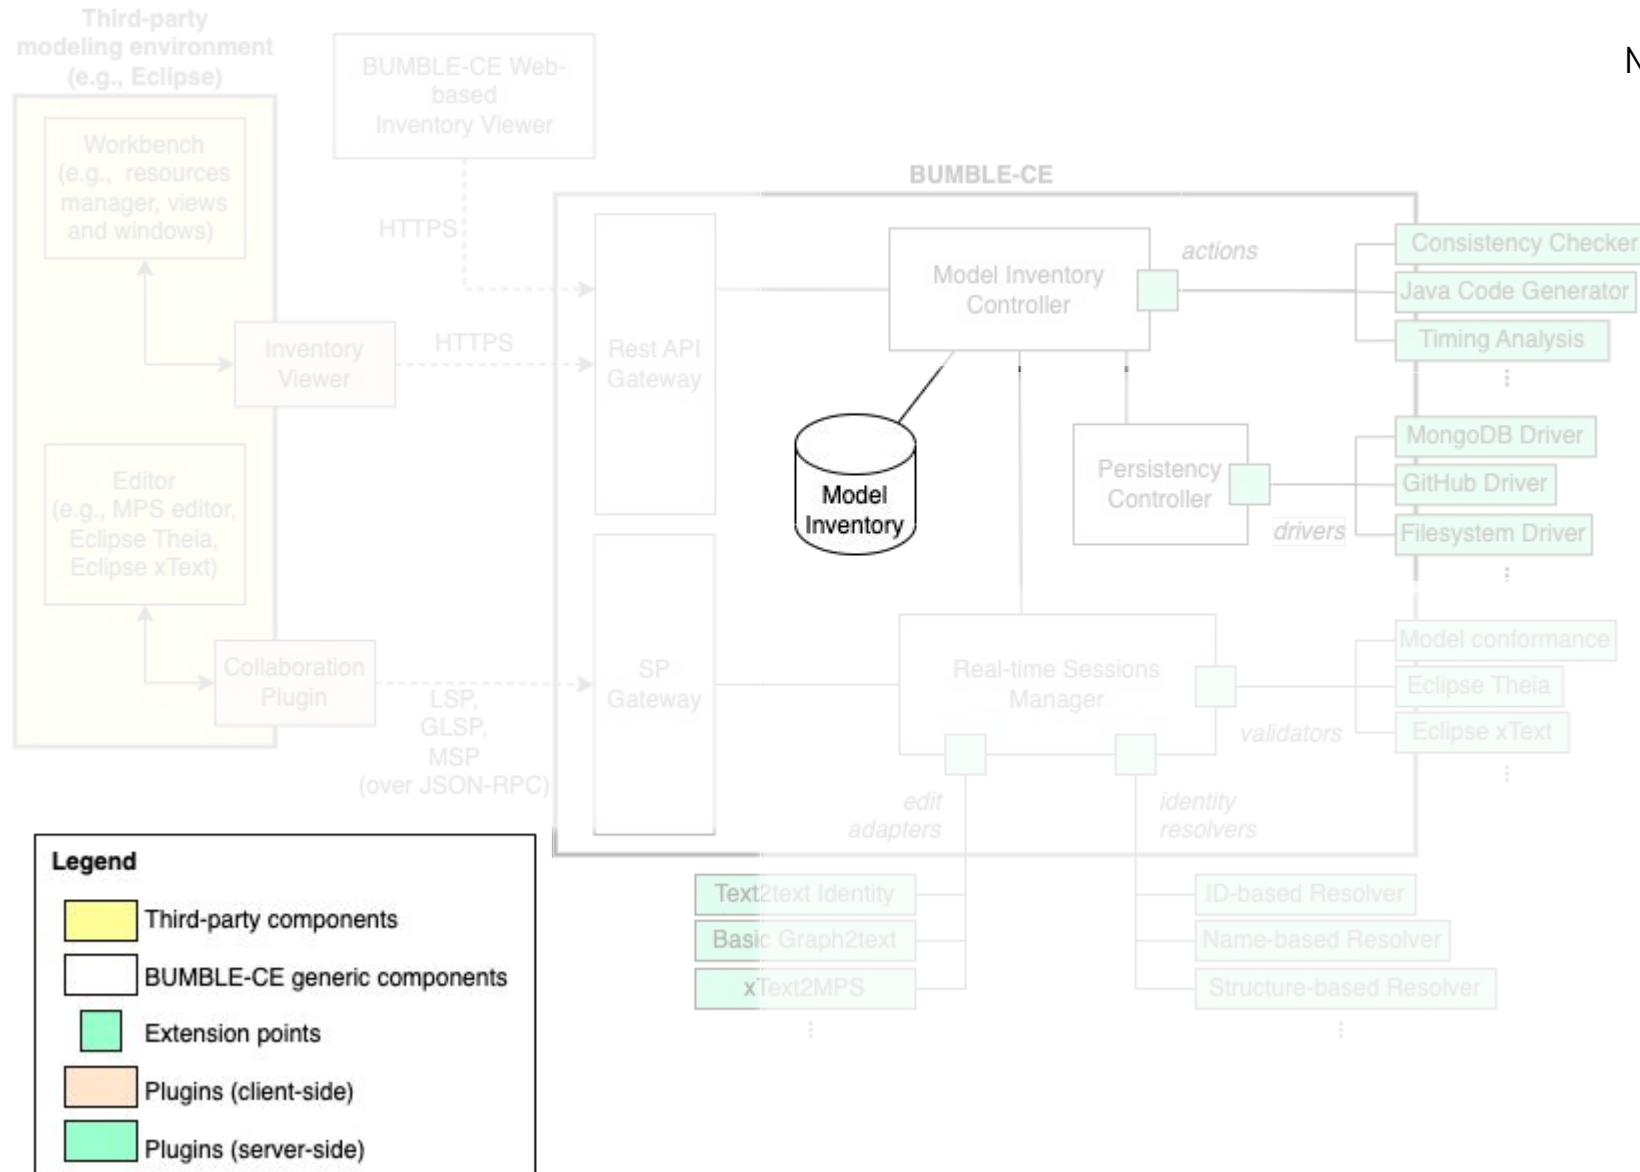 Third-party
modeling environment
(e.g., Eclipse)
N
BUMBLE-CE Web-
based
Inventory Viewer
Workbench
(e.g., resources
manager, views
and windows)
HTTPS
BUMBLE-CE
Rest API
Gateway
Model Inventory
Controller
actions
Consistency Checker
Java Code Generator
Timing Analysis
Inventory
Viewer
HTTPS
Model
Inventory
Persistency
Controller
drivers
MongoDB Driver
GitHub Driver
Filesystem Driver
Editor
(e.g., MPS editor,
Eclipse Theia,
Eclipse xText)
Collaboration
Plugin
LSP,
GLSP,
MSP
(over JSON-RPC)
SP
Gateway
Real-time Sessions
Manager
validators
Model conformance
Eclipse Theia
Eclipse xText
edit
adapters
identity
resolvers
Text2text Identity
Basic Graph2text
xText2MPS
ID-based Resolver
Name-based Resolver
Structure-based Resolver
Legend
Third-party components
BUMBLE-CE generic components
Extension points
Plugins (client-side)
Plugins (server-side)